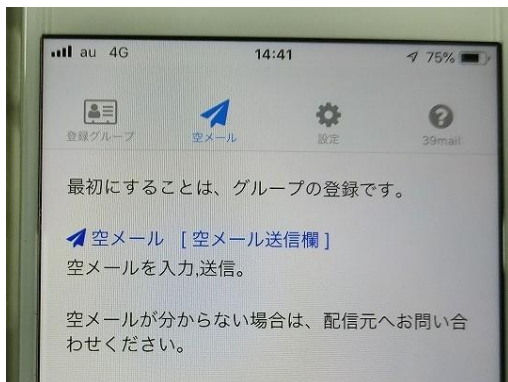 au 4G 14:41 75%
登録グループ 空メール 設定 39mail
最初にすることは、グループの登録です。
空メール [空メール送信欄]
空メールを入力,送信。
空メールが分からない場合は、配信元へお問い合
わせください。